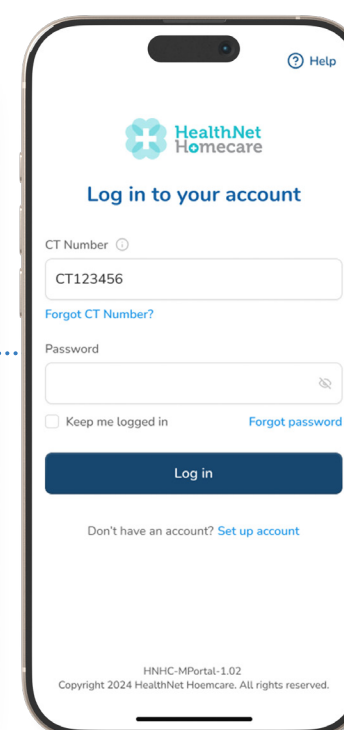 Help
HealthNet
Homecare
Log in to your account
CT Number
CT123456
Forgot CT Number?
Password
Keep me logged in Forgot password
Log in
Don't have an account? Set up account
HNHC-MPortal-1.02
Copyright 2024 HealthNet Hoemcare. All rights reserved.